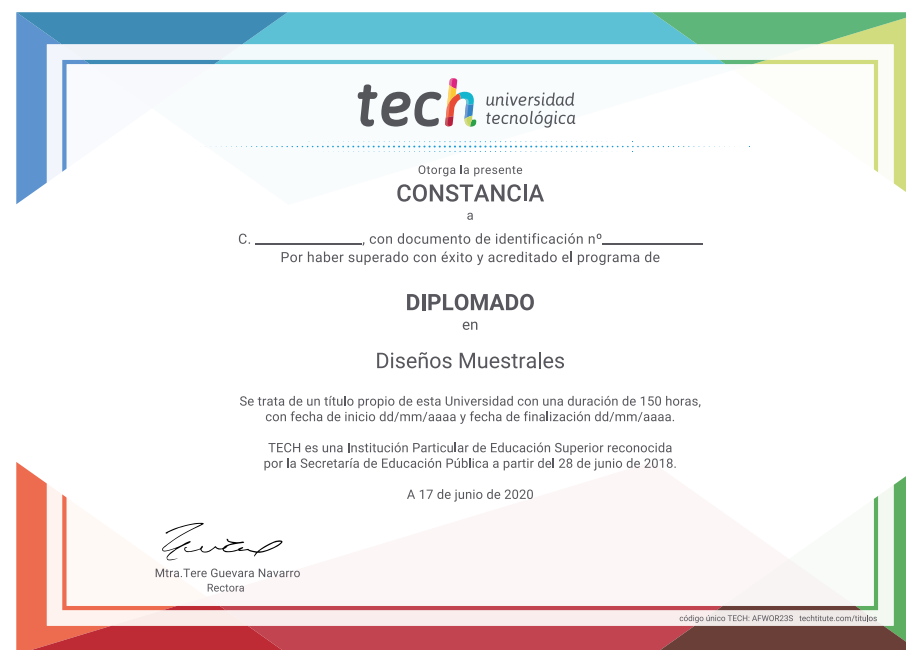 tech universidad
tecnológica
Otorga la presente
CONSTANCIA
a
C. ____________, con documento de identificación nº____________
Por haber superado con éxito y acreditado el programa de
DIPLOMADO
en
Diseños Muestrales
Se trata de un título propio de esta Universidad con una duración de 150 horas,
con fecha de inicio dd/mm/aaaa y fecha de finalización dd/mm/aaaa.
TECH es una Institución Particular de Educación Superior reconocida
por la Secretaría de Educación Pública a partir del 28 de junio de 2018.
A 17 de junio de 2020
Mtra.Tere Guevara Navarro
Rectora
código único TECH: AFWOR23S techtitute.com/titulos